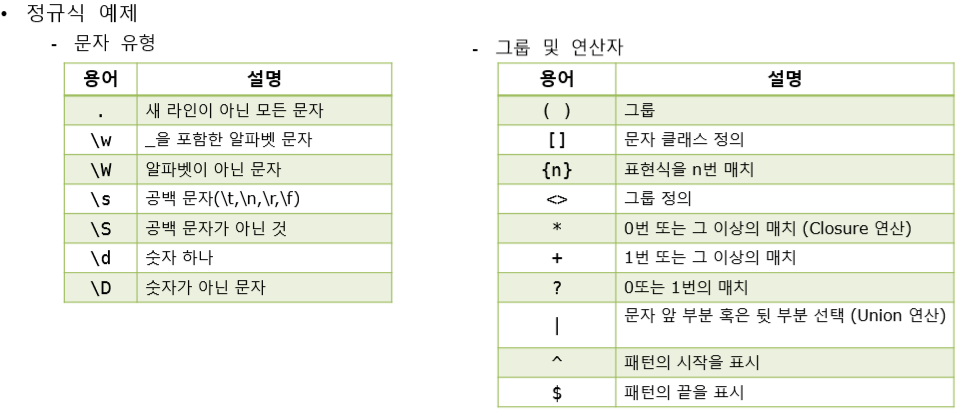 • 정규식 예제
- 문자 유형
용어 설명
. 새 라인이 아닌 모든 문자
\w _을 포함한 알파벳 문자
\W 알파벳이 아닌 문자
\s 공백 문자(\t,\n,\r,\f)
\S 공백 문자가 아닌 것
\d 숫자 하나
\D 숫자가 아닌 문자
- 그룹 및 연산자
용어 설명
( ) 그룹
[] 문자 클래스 정의
{n} 표현식을 n번 매치
<> 그룹 정의
* 0번 또는 그 이상의 매치 (Closure 연산)
+ 1번 또는 그 이상의 매치
? 0또는 1번의 매치
| 문자 앞 부분 혹은 뒷 부분 선택 (Union 연산)
^ 패턴의 시작을 표시
$ 패턴의 끝을 표시